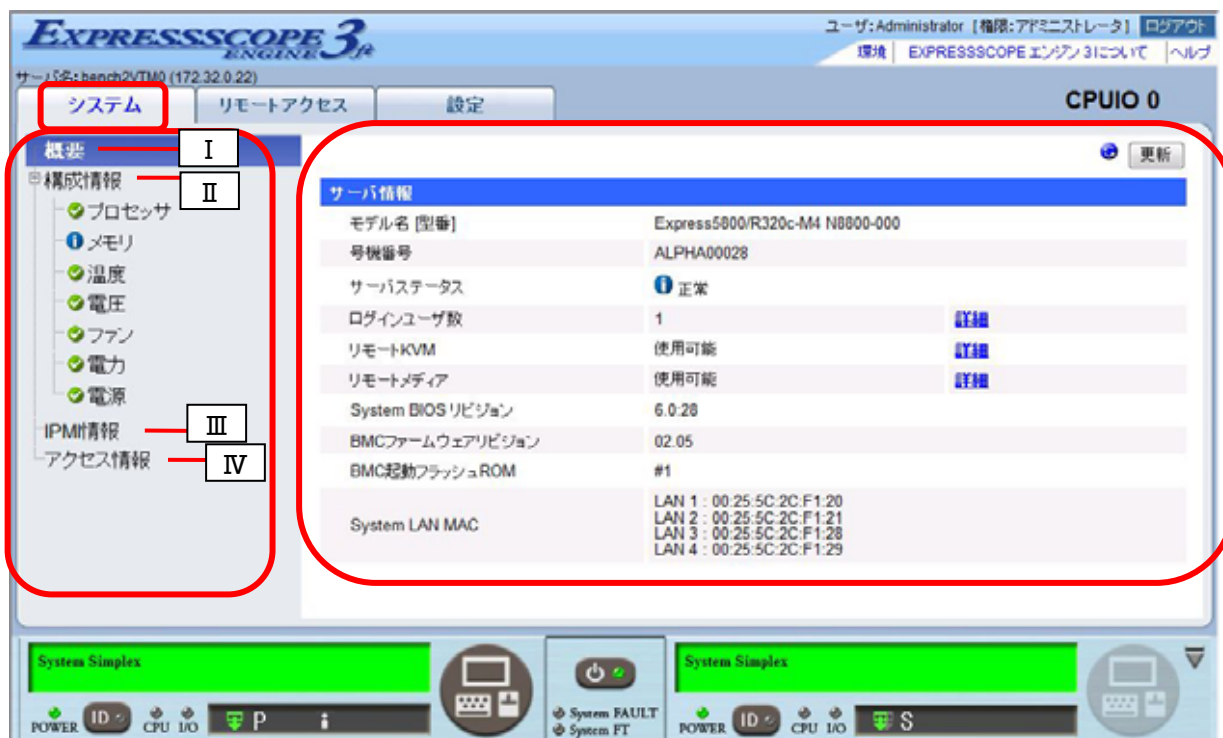 EXPRESSSCOPE
ENGINE 3 ft
ユーザ:Administrator [権限:アドミニストレータ] ログアウト
環境 EXPRESSSCOPE エンジン 3について ヘルプ
サーバ名:bench2VTM0 (172.32.0.22)
システム リモートアクセス 設定 CPUIO 0
概要 Ⅰ
構成情報 Ⅱ
プロセッサ
メモリ
温度
電圧
ファン
電力
電源
IPMI情報 Ⅲ
アクセス情報 Ⅳ
更新
サーバ情報
モデル名 [型番] Express5800/R320c-M4 N8800-000
号機番号 ALPHA00028
サーバステータス 正常
ログインユーザ数 1 詳細
リモートKVM 使用可能 詳細
リモートメディア 使用可能 詳細
System BIOS リビジョン 6.0:28
BMCファームウェアリビジョン 02.05
BMC起動フラッシュROM #1
System LAN MAC
LAN 1 : 00:25:5C:2C:F1:20
LAN 2 : 00:25:5C:2C:F1:21
LAN 3 : 00:25:5C:2C:F1:28
LAN 4 : 00:25:5C:2C:F1:29
System Simplex
POWER ID CPU I/O P i
System FAULT
System FT
System Simplex
POWER ID CPU I/O S